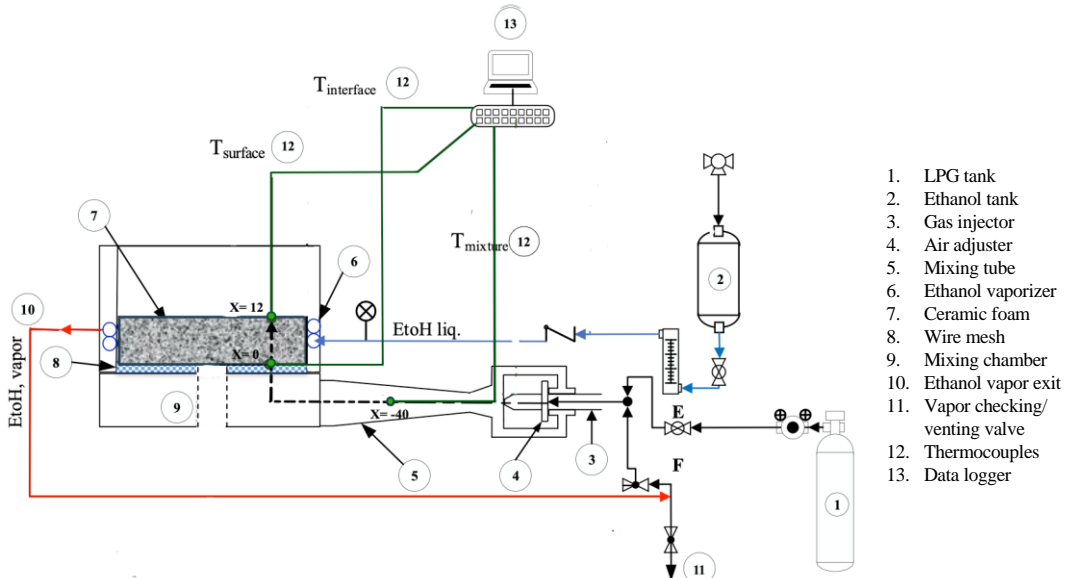 13
T interface 12
T surface 12
7
T mixture 12
6
2
10
X= 12
EtoH liq.
EtoH, vapor
8
X= 0
9
X= -40
E
F
5
4
3
1
11
1. LPG tank
2. Ethanol tank
3. Gas injector
4. Air adjuster
5. Mixing tube
6. Ethanol vaporizer
7. Ceramic foam
8. Wire mesh
9. Mixing chamber
10. Ethanol vapor exit
11. Vapor checking/
venting valve
12. Thermocouples
13. Data logger